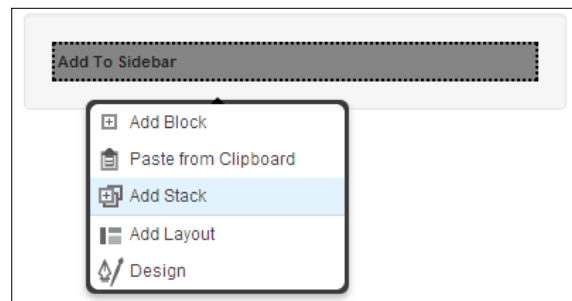 Add To Sidebar
Add Block
Paste from Clipboard
Add Stack
Add Layout
Design